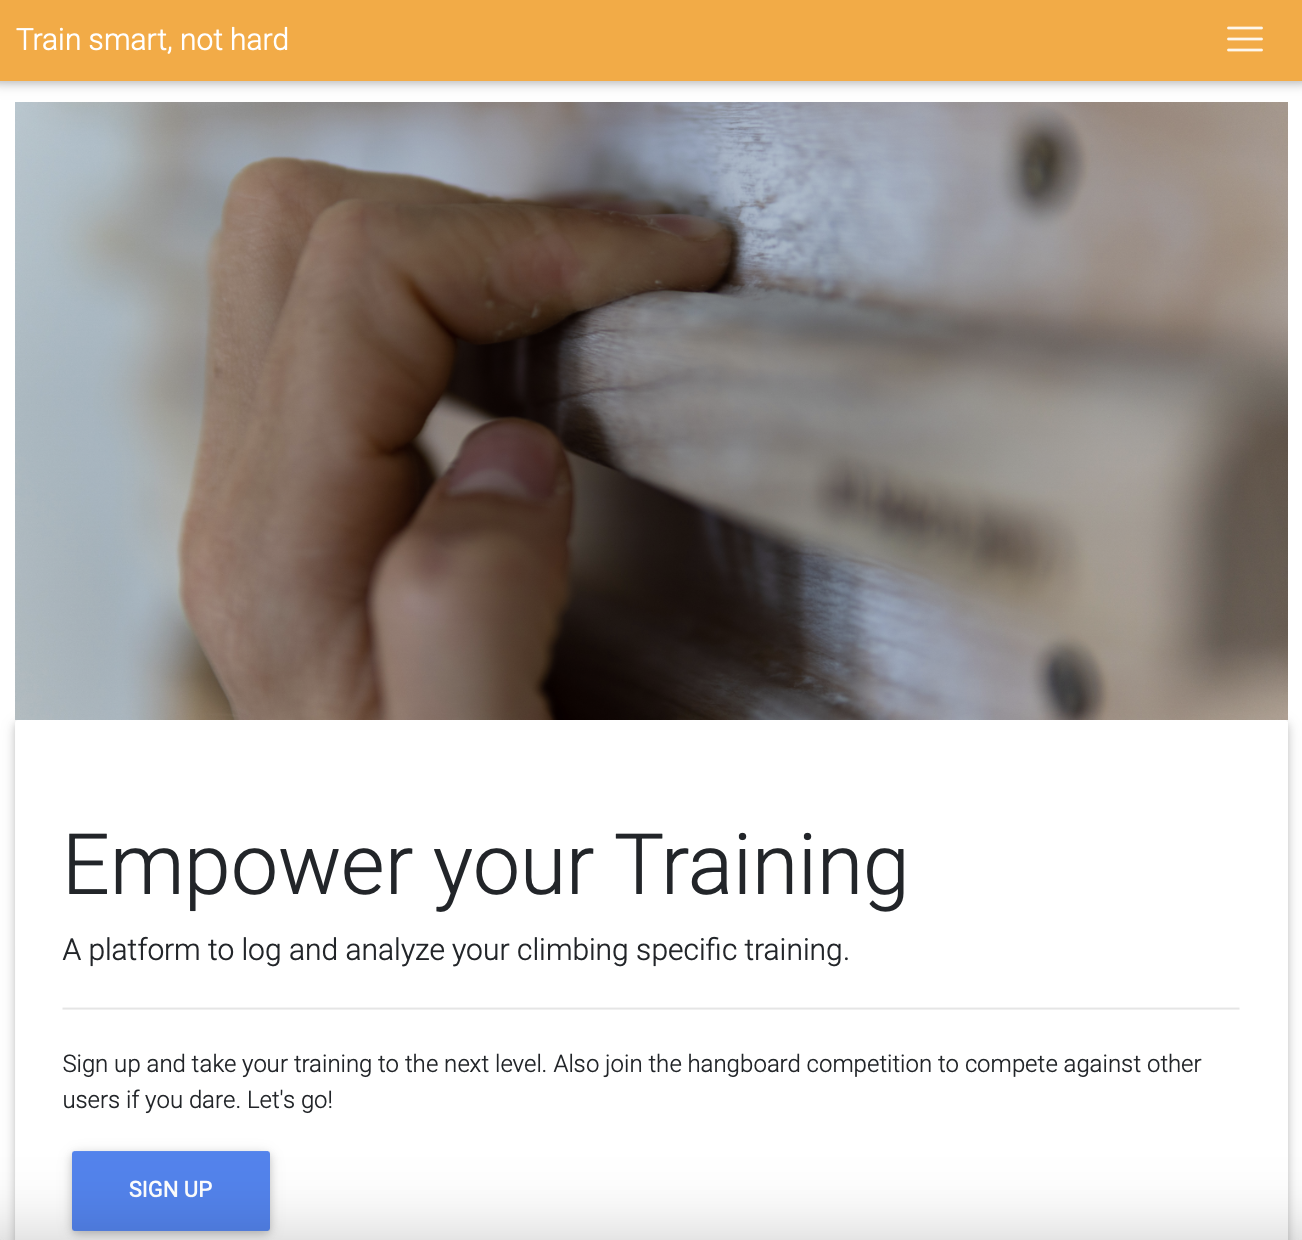 Train smart, not hard
Empower your Training
A platform to log and analyze your climbing specific training.
Sign up and take your training to the next level. Also join the hangboard competition to compete against other
users if you dare. Let's go!
SIGN UP